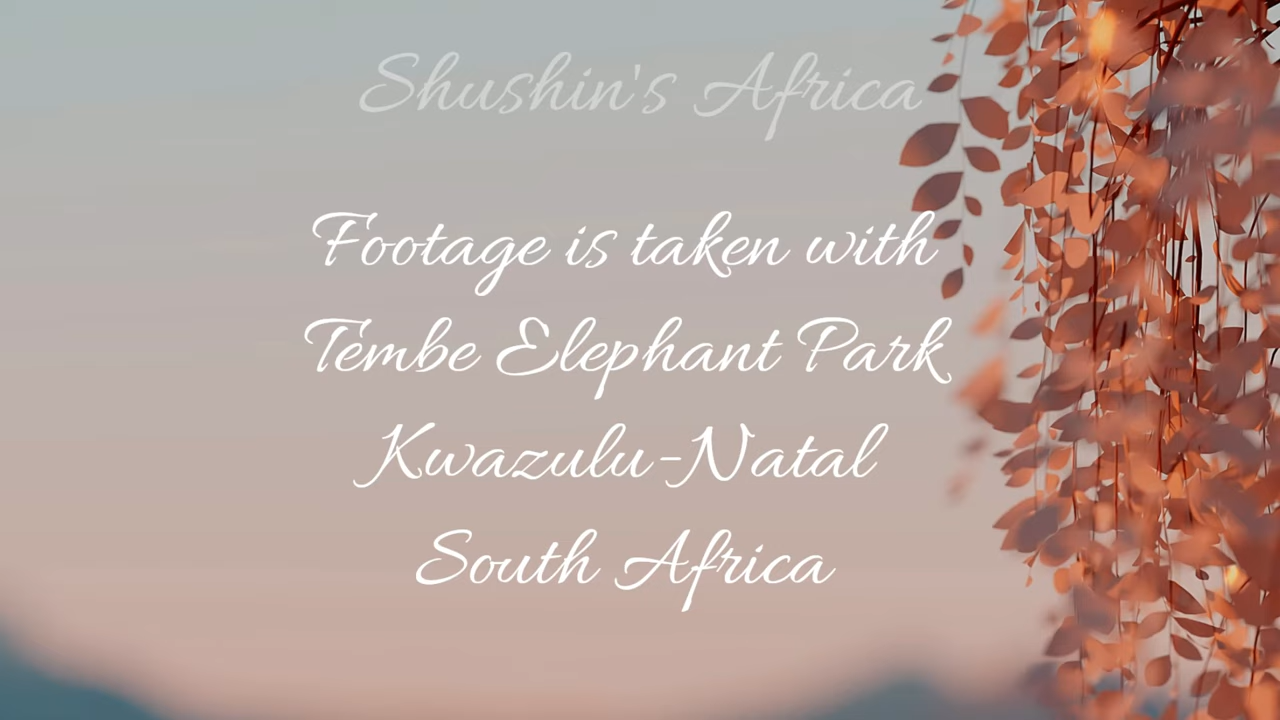 Shushin's Africa
Footage is taken with
Tembe Elephant Park
Kwazulu-Natal
South Africa